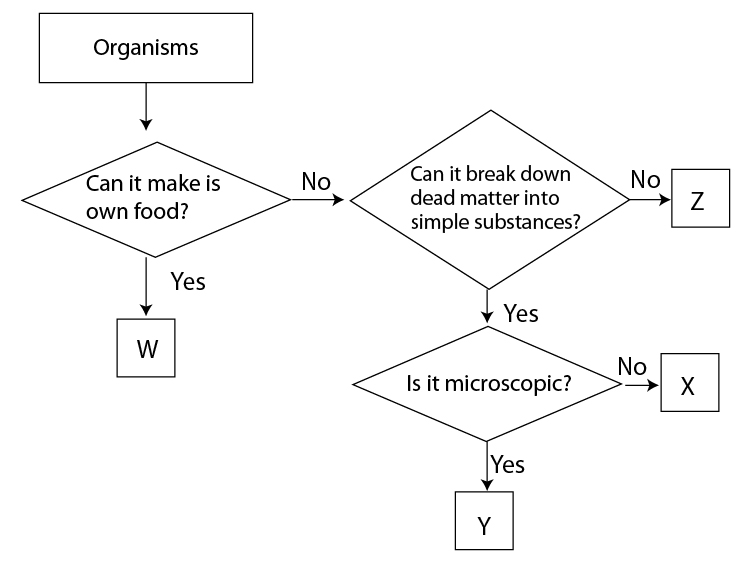 Organisms
Can it make is
own food?
No
Can it break down
dead matter into
simple substances?
No
Z
Yes
W
Yes
Is it microscopic?
No
X
Yes
Y